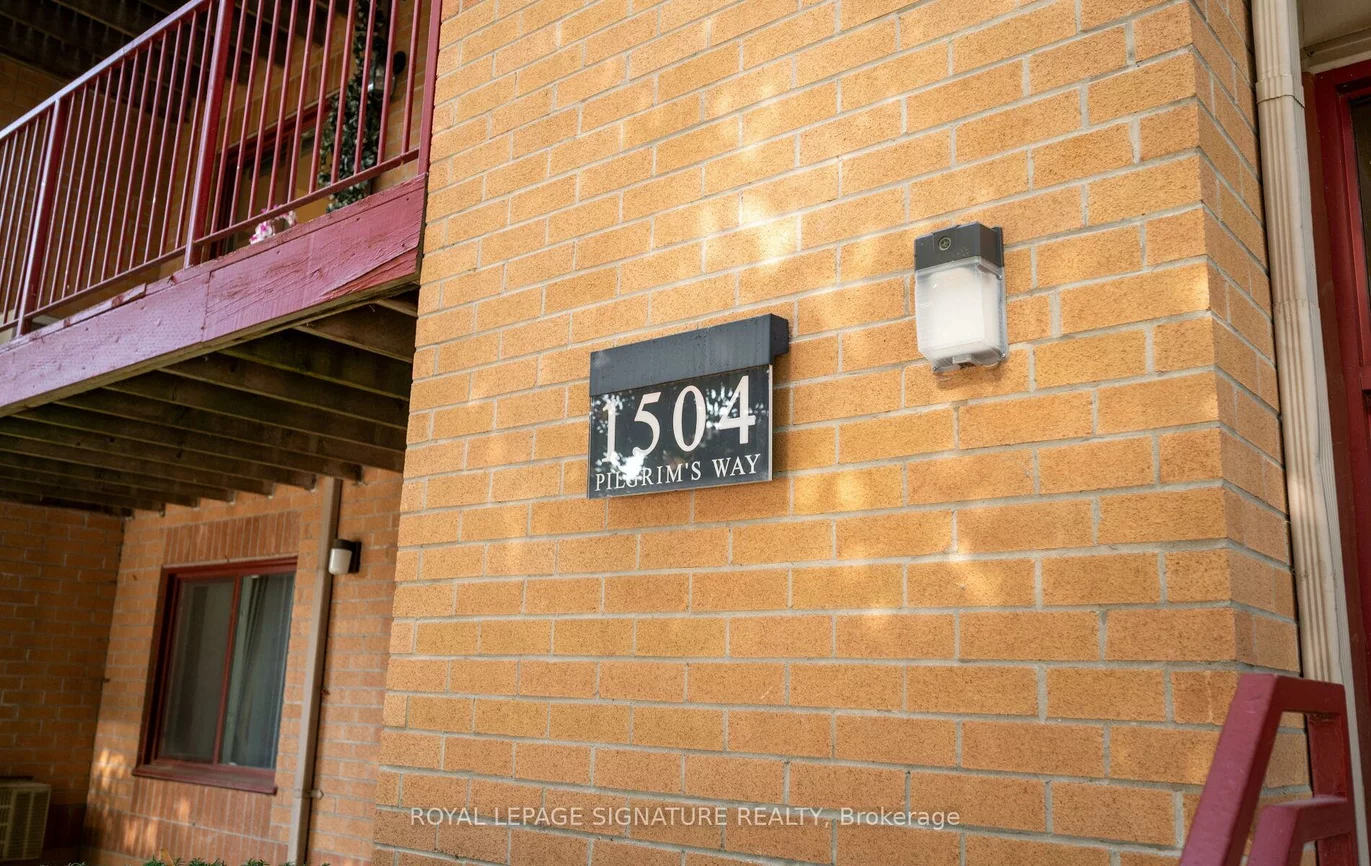 1504
PILGRIM'S WAY
ROYAL LEPAGE SIGNATURE REALTY, Brokerage